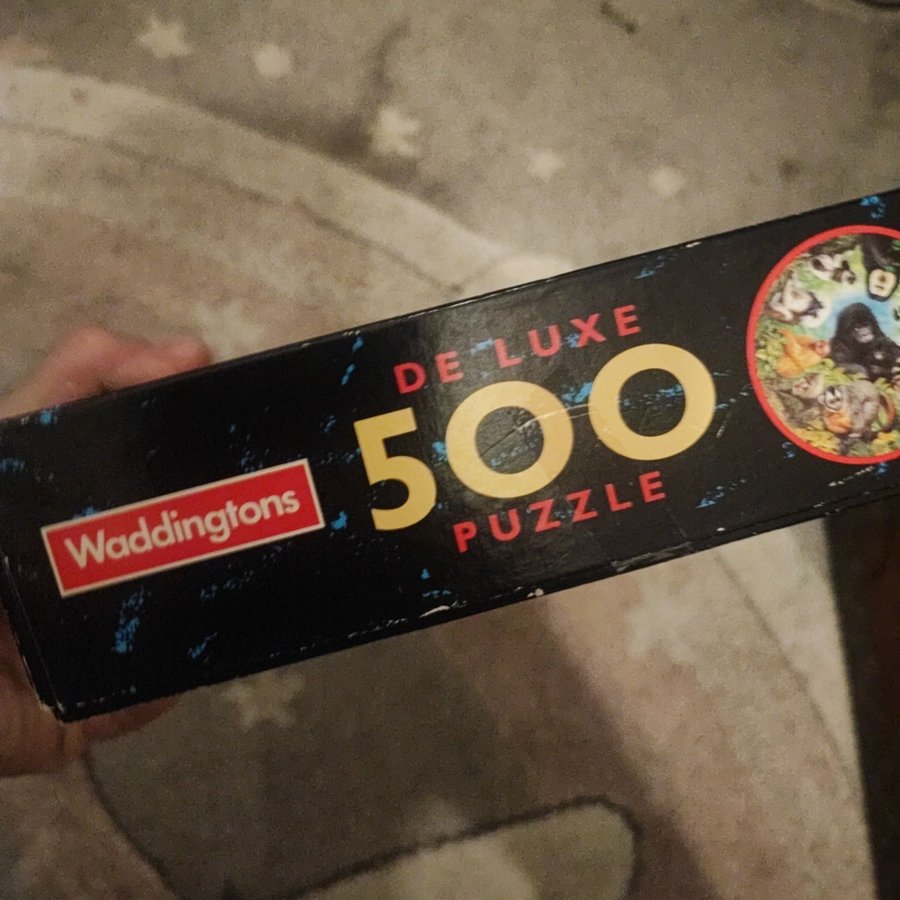 Waddingtons
DE LUXE
500
PUZZLE